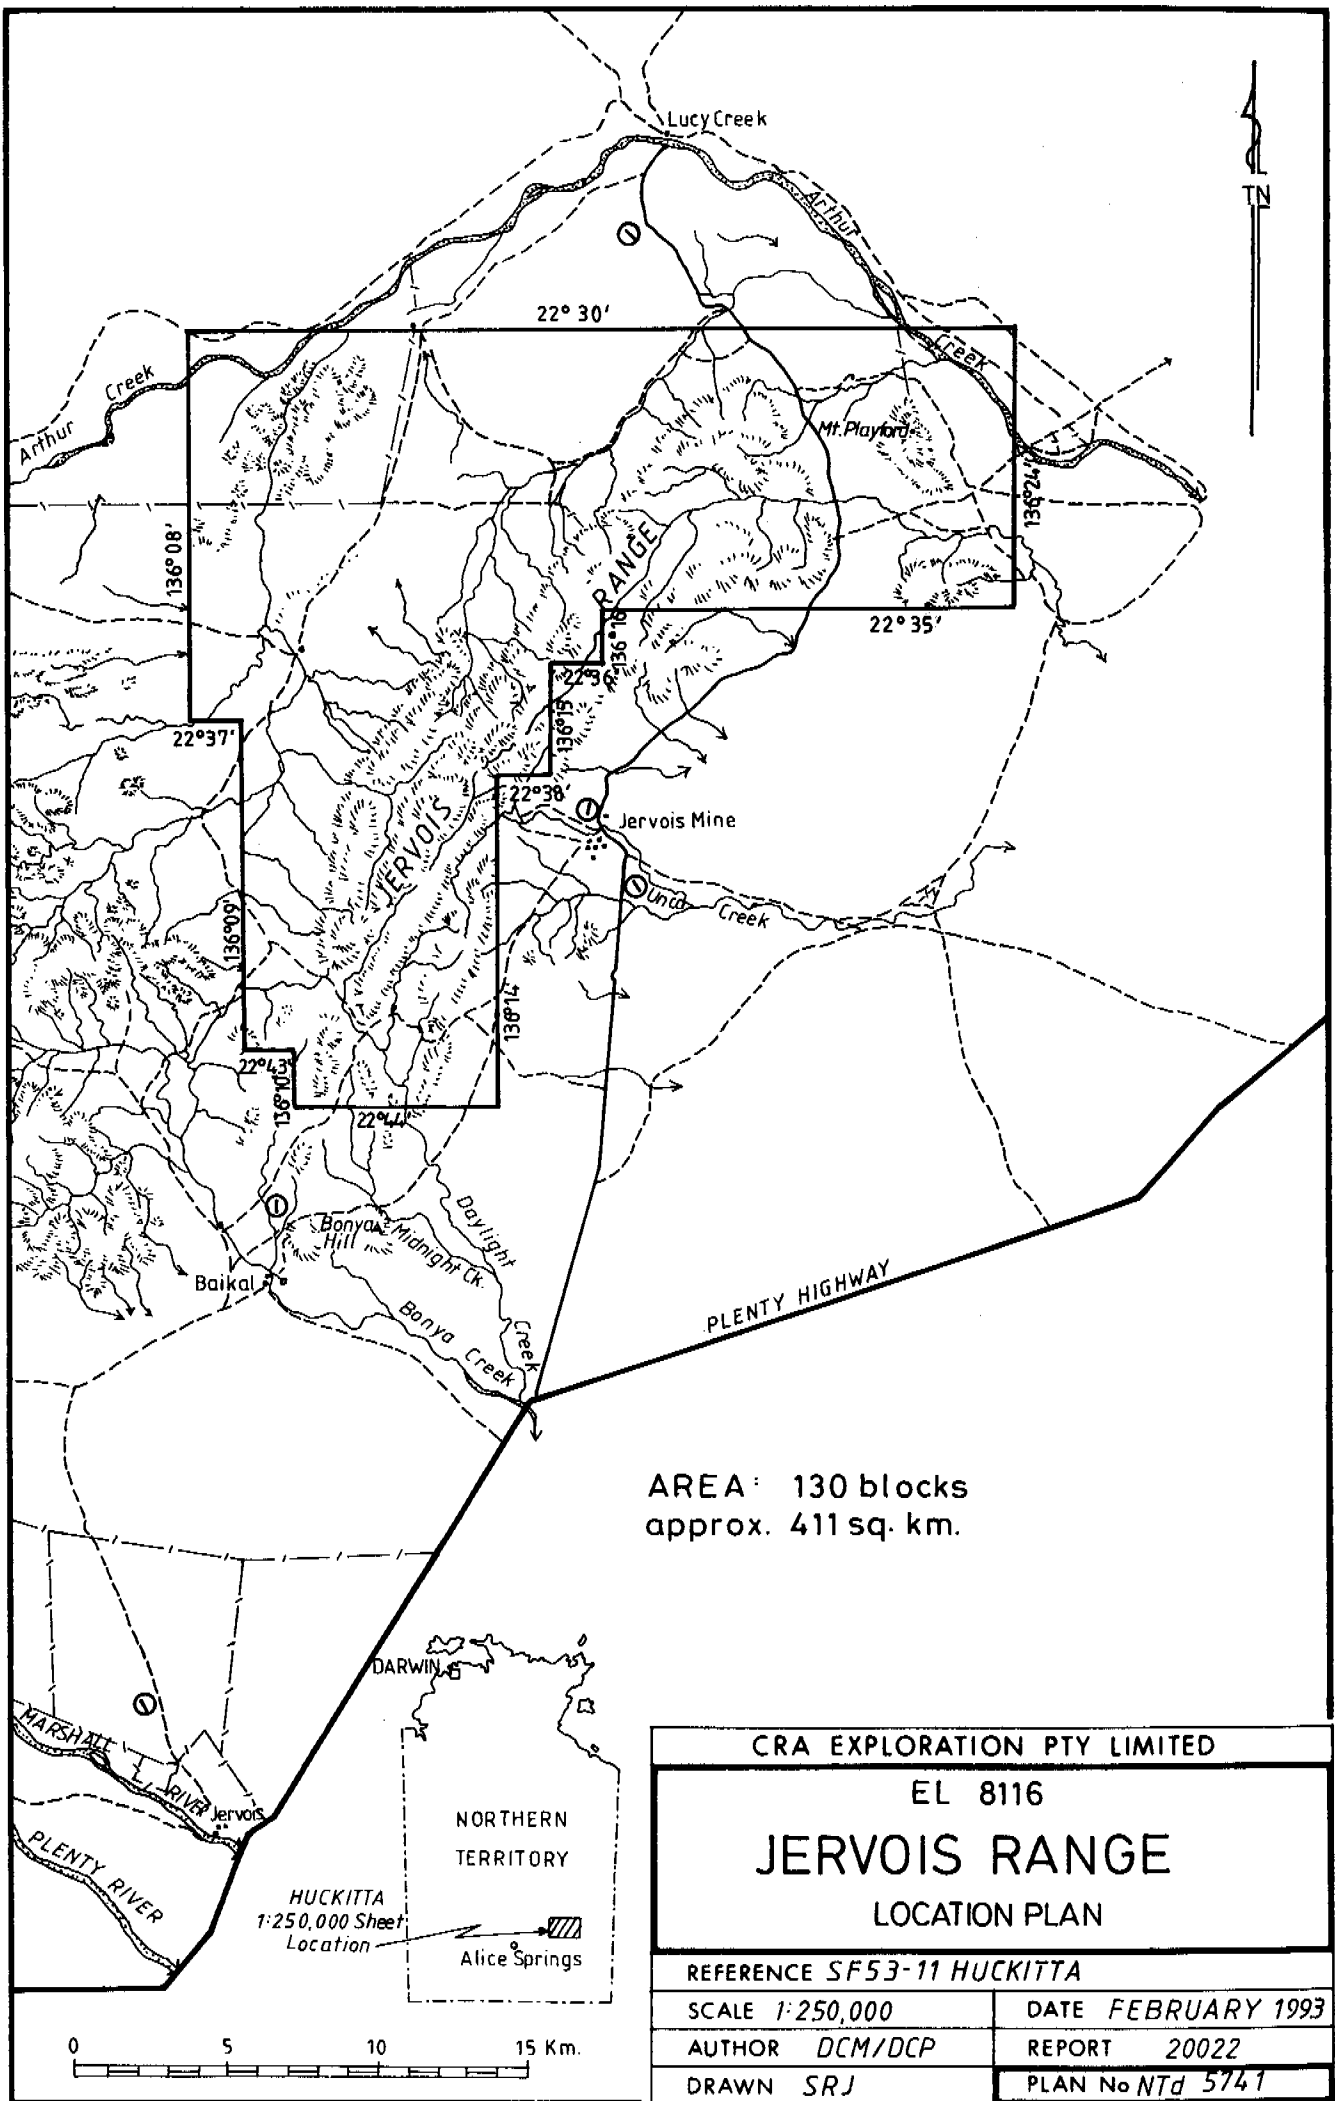 Lucy Creek
TN
Arthur
Creek
22° 30'
Arthur
Creek
Mt. Playford
136° 24'
136° 08'
RANGE
136° 16'
22° 35'
22° 36'
136° 15'
22° 37'
22° 38'
JERVOIS
Jervois Mine
Unca Creek
136° 09'
136° 14'
22° 43'
136° 10'
22° 44'
Bonya
Hill
Midnight Ck.
Daylight
Creek
Baikal
Bonya
Creek
PLENTY HIGHWAY
AREA: 130 blocks
approx. 411 sq. km.
DARWIN
MARSHALL
RIVER
Jervois
PLENTY RIVER
NORTHERN
TERRITORY
HUCKITTA
1:250,000 Sheet
Location
Alice Springs
0 5 10 15 Km.
CRA EXPLORATION PTY LIMITED
EL 8116
JERVOIS RANGE
LOCATION PLAN
REFERENCE SF53-11 HUCKITTA
SCALE 1:250,000
DATE FEBRUARY 1993
AUTHOR DCM/DCP
REPORT 20022
DRAWN SRJ
PLAN No NTd 5741